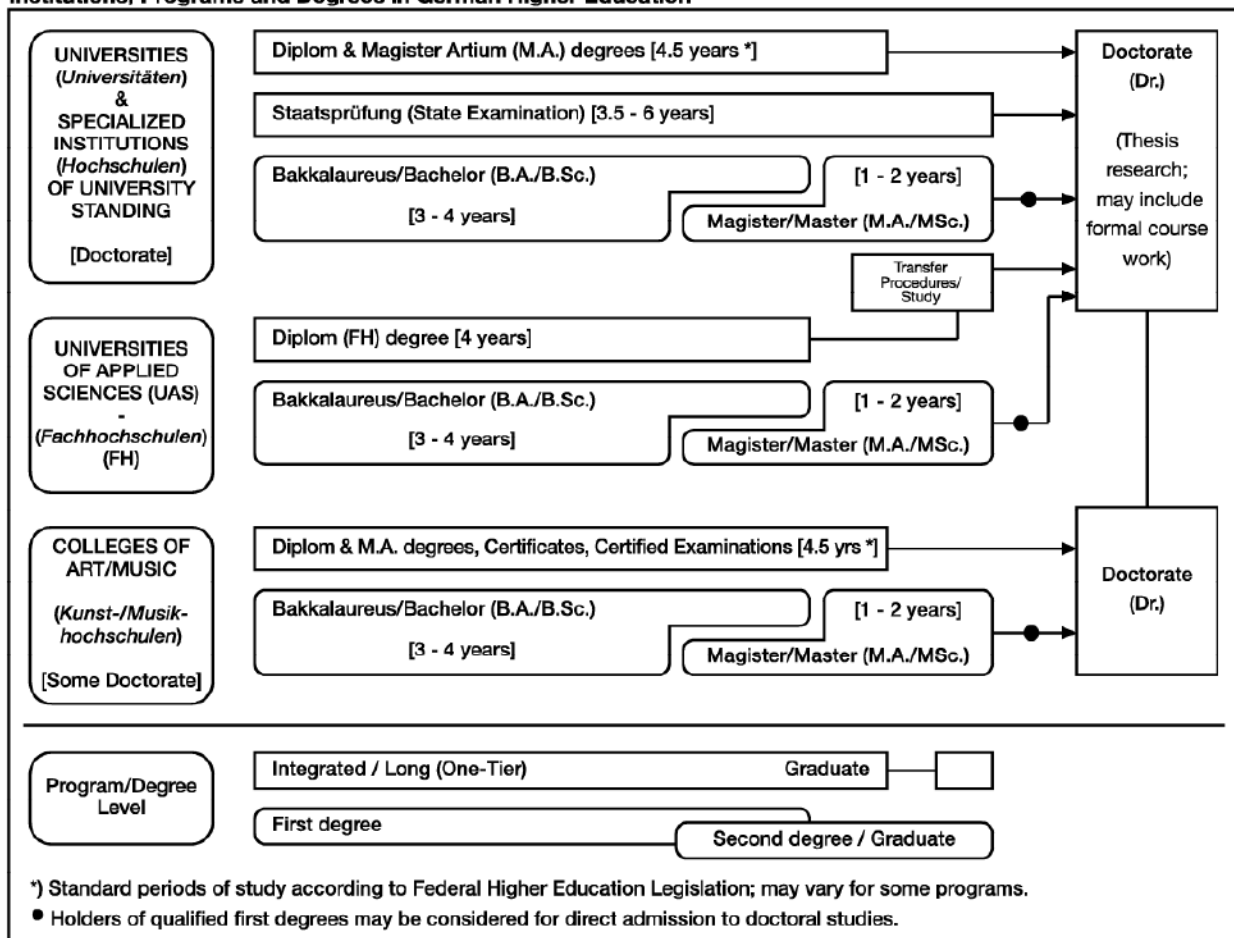 Institutions, Programs and Degrees in German Higher Education
UNIVERSITIES
(Universitäten)
&
SPECIALIZED
INSTITUTIONS
(Hochschulen)
OF UNIVERSITY
STANDING
[Doctorate]
Diplom & Magister Artium (M.A.) degrees [4.5 years *]
Staatsprüfung (State Examination) [3.5 - 6 years]
Bakkalaureus/Bachelor (B.A./B.Sc.)
[3 - 4 years]
[1 - 2 years]
Magister/Master (M.A./MSc.)
Transfer
Procedures/
Study
Doctorate
(Dr.)
(Thesis
research;
may include
formal course
work)
UNIVERSITIES
OF APPLIED
SCIENCES (UAS)
-
(Fachhochschulen)
(FH)
Diplom (FH) degree [4 years]
Bakkalaureus/Bachelor (B.A./B.Sc.)
[3 - 4 years]
[1 - 2 years]
Magister/Master (M.A./MSc.)
COLLEGES OF
ART/MUSIC
(Kunst-/Musik-
hochschulen)
[Some Doctorate]
Diplom & M.A. degrees, Certificates, Certified Examinations [4.5 yrs *]
Bakkalaureus/Bachelor (B.A./B.Sc.)
[3 - 4 years]
[1 - 2 years]
Magister/Master (M.A./MSc.)
Doctorate
(Dr.)
Program/Degree
Level
Integrated / Long (One-Tier) Graduate
First degree
Second degree / Graduate
*) Standard periods of study according to Federal Higher Education Legislation; may vary for some programs.
● Holders of qualified first degrees may be considered for direct admission to doctoral studies.